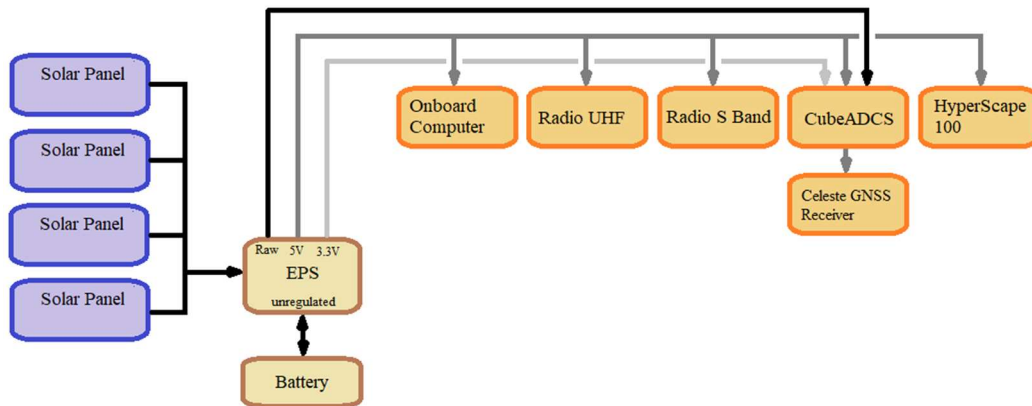 Solar Panel
Solar Panel
Solar Panel
Solar Panel
Onboard
Computer
Radio UHF
Radio S Band
CubeADCS
HyperScape
100
Celeste GNSS
Receiver
Raw 5V 3.3V
EPS
unregulated
Battery